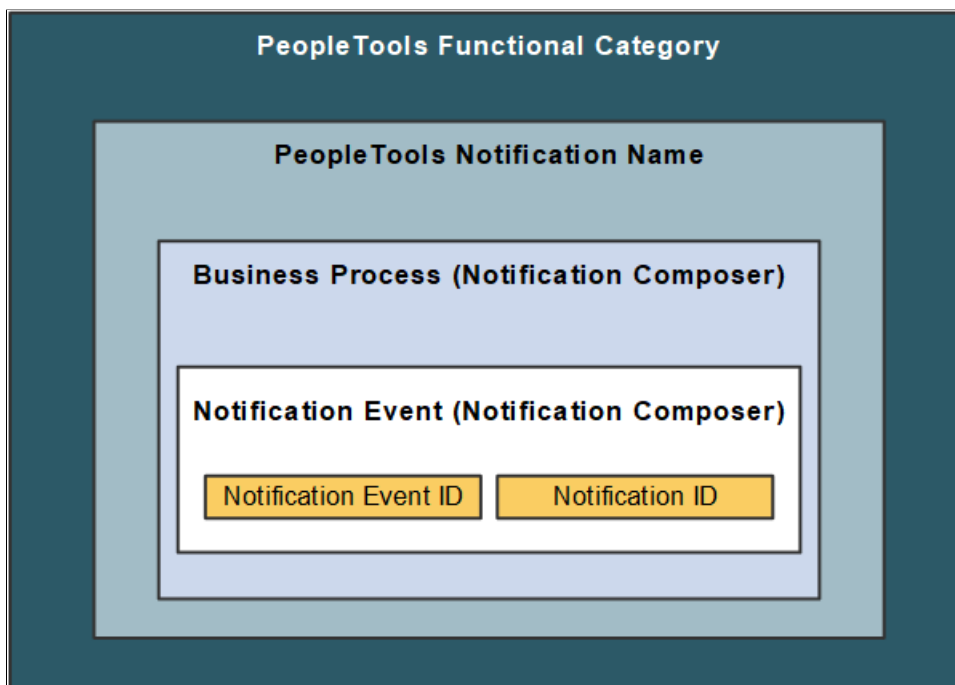 PeopleTools Functional Category
PeopleTools Notification Name
Business Process (Notification Composer)
Notification Event (Notification Composer)
Notification Event ID
Notification ID